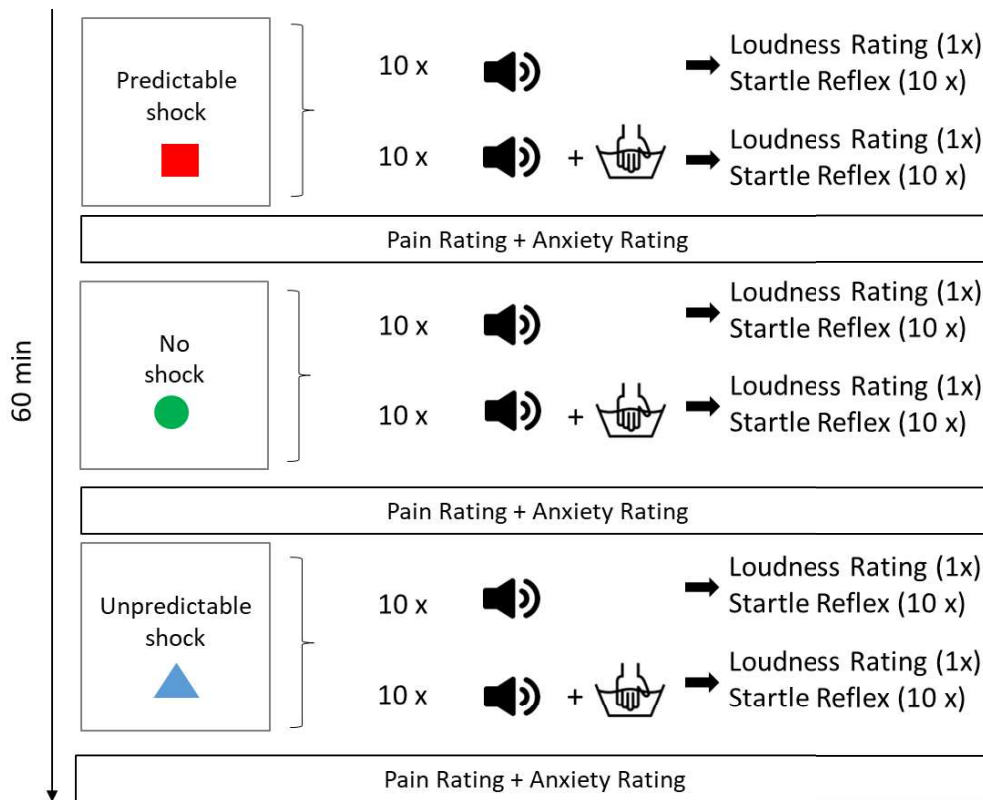 Predictable
shock
10 x
Loudness Rating (1x)
Startle Reflex (10 x)
10 x
+
Loudness Rating (1x)
Startle Reflex (10 x)
Pain Rating + Anxiety Rating
60 min
No
shock
10 x
Loudness Rating (1x)
Startle Reflex (10 x)
10 x
+
Loudness Rating (1x)
Startle Reflex (10 x)
Pain Rating + Anxiety Rating
Unpredictable
shock
10 x
Loudness Rating (1x)
Startle Reflex (10 x)
10 x
+
Loudness Rating (1x)
Startle Reflex (10 x)
Pain Rating + Anxiety Rating